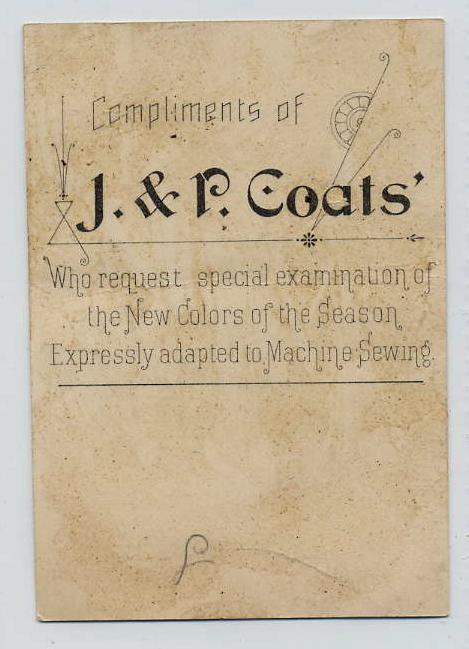 Compliments of
J. & P. Coats'
Who request special examination of
the New Colors of the Season
Expressly adapted to Machine Sewing.